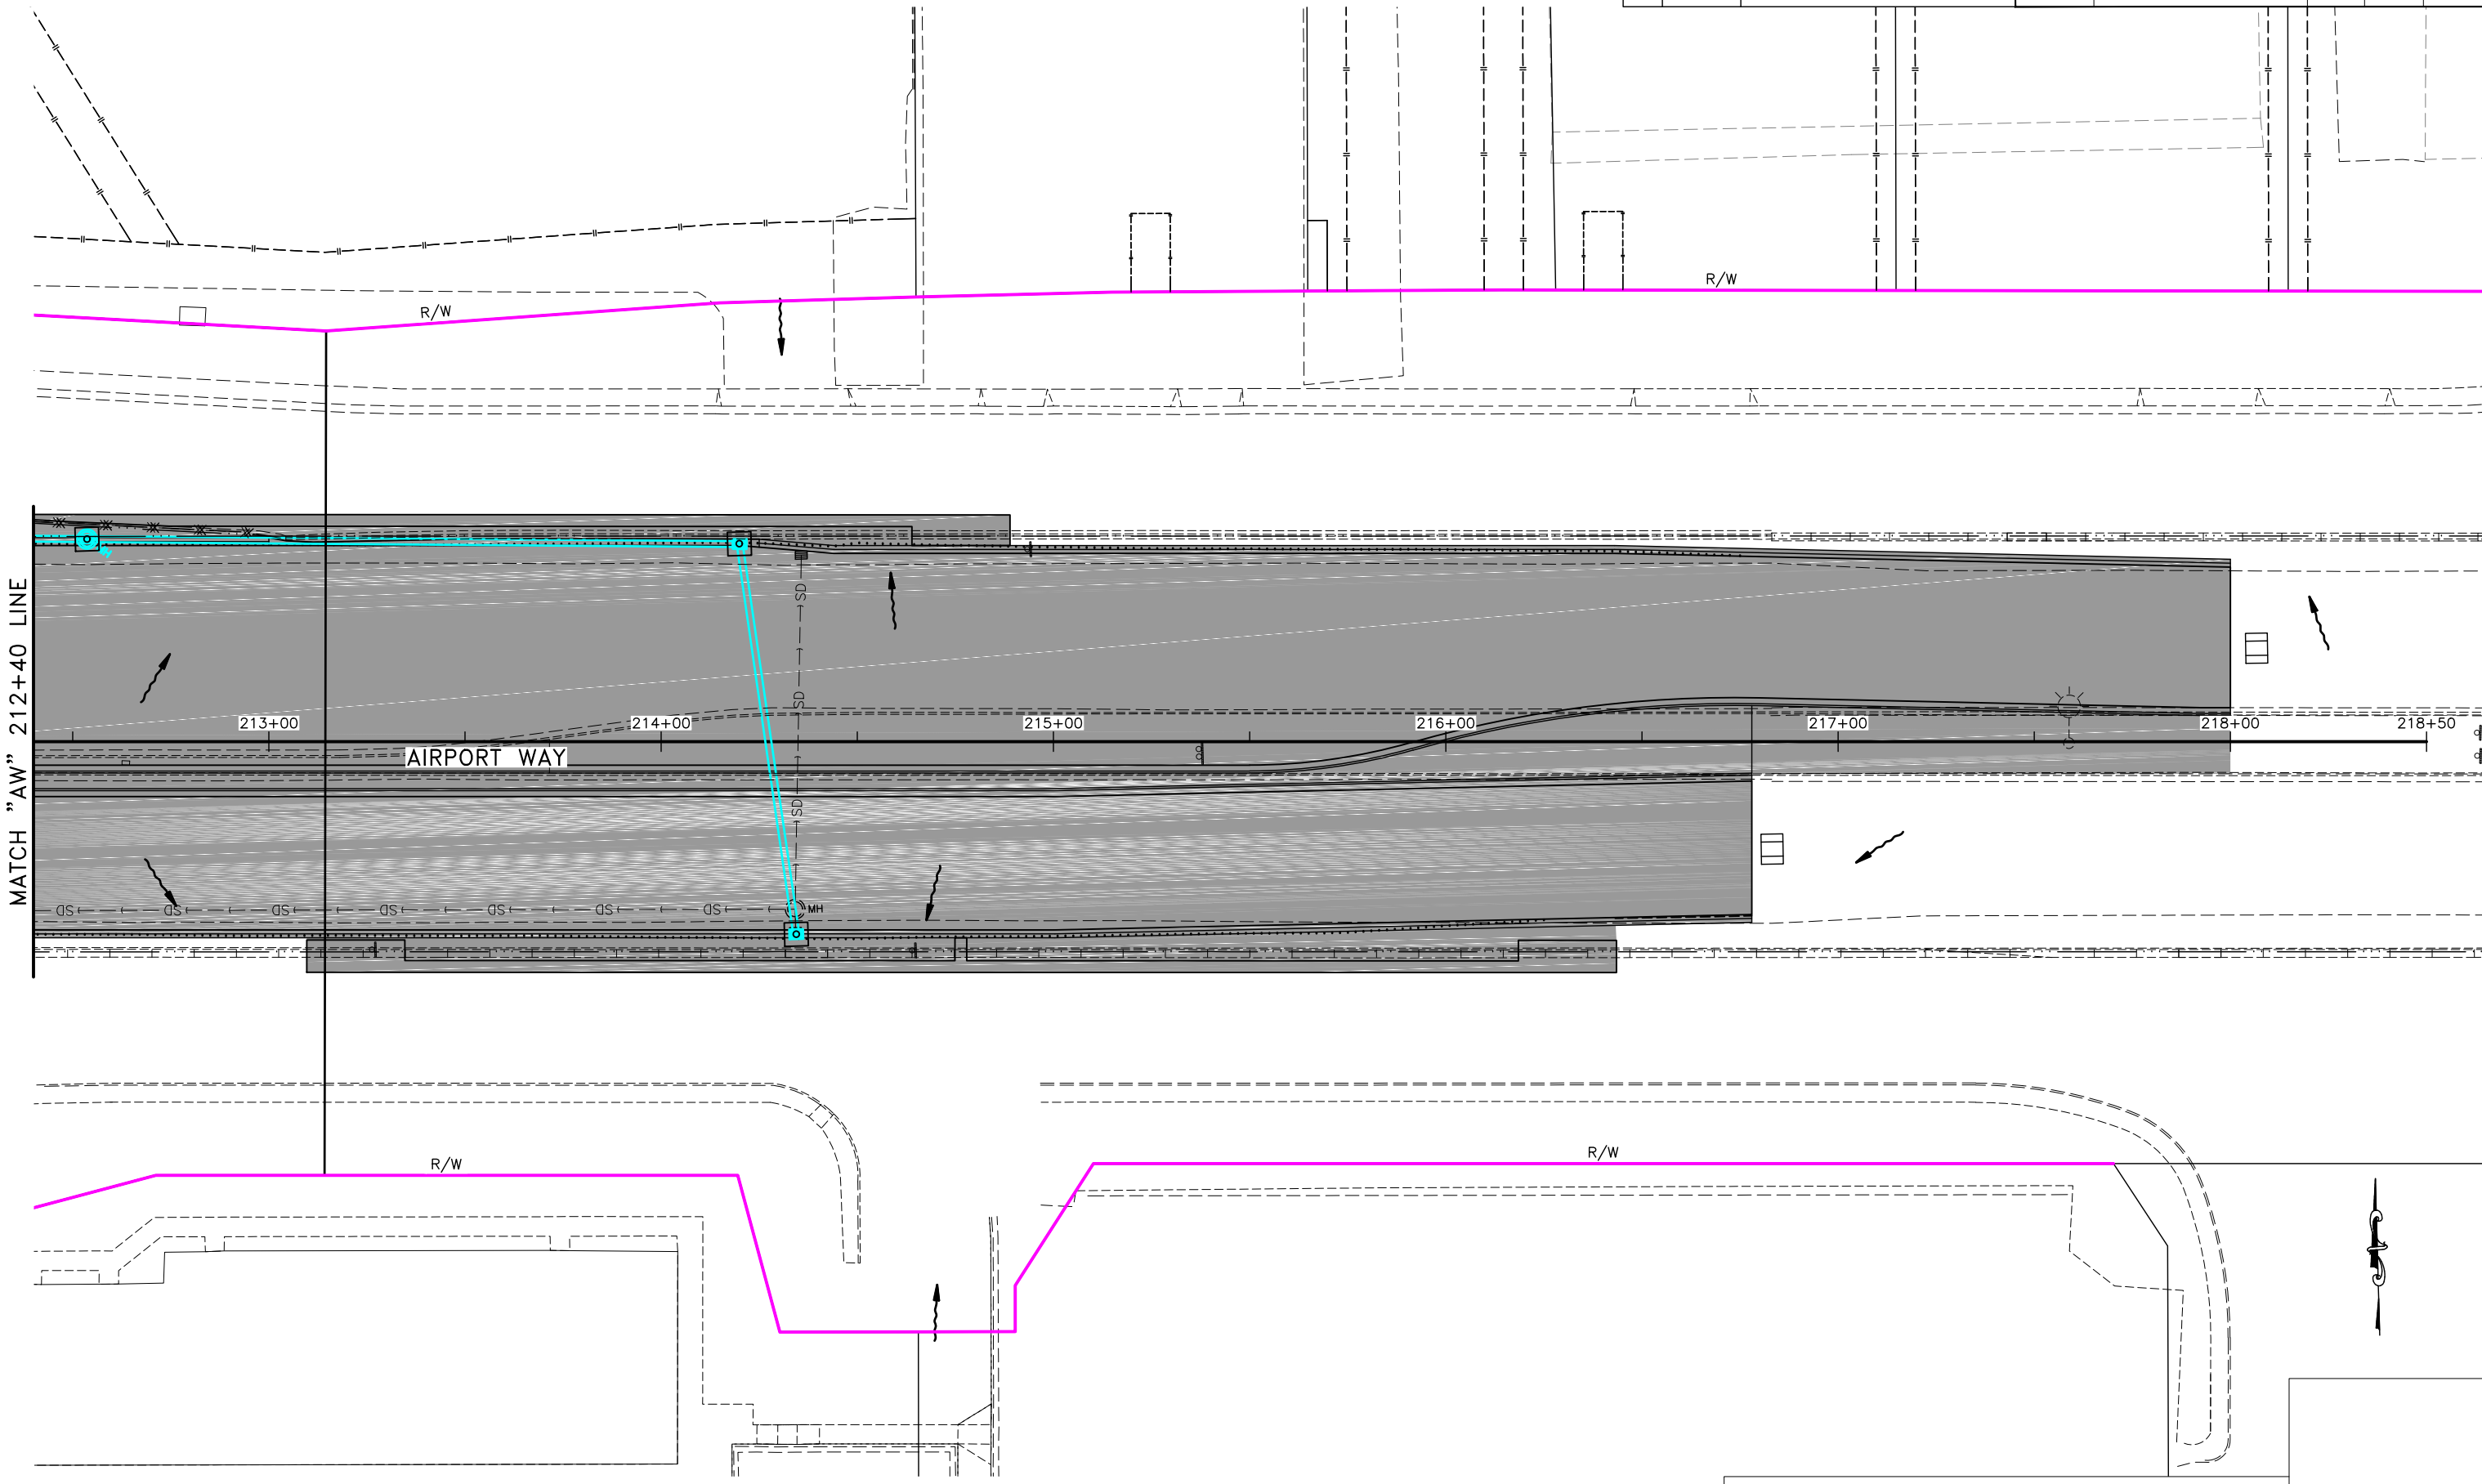 R/W
R/W
MATCH "AW" 212+40 LINE
SD
213+00
214+00
SD
215+00
216+00
217+00
218+00
218+50
AIRPORT WAY
SD
SD
SD
SD
SD
SD
SD
SD
MH
R/W
R/W